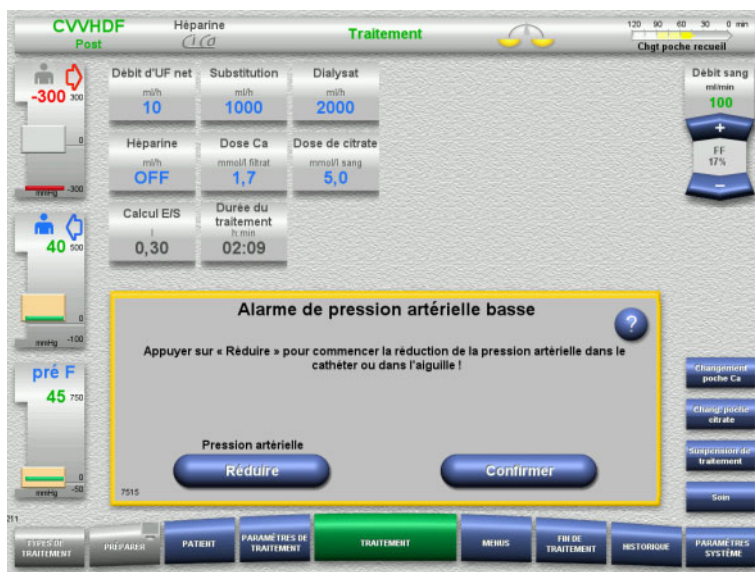 CVVHDF
Post
Héparine
Ci Ca
Traitement
120 90 60 30 0 min
Chgt poche recueil
-300
300
0
-300
mmHg
Débit d'UF net
ml/h
10
Substitution
ml/h
1000
Dialysat
ml/h
2000
Débit sang
ml/min
100
+
FF
17%
−
Héparine
ml/h
OFF
Dose Ca
mmol/l filtrat
1,7
Dose de citrate
mmol/l sang
5,0
Calcul E/S
l
0,30
Durée du
traitement
h:min
02:09
40
500
0
-100
mmHg
pré F
45
750
0
-50
mmHg
Alarme de pression artérielle basse
?
Appuyer sur « Réduire » pour commencer la réduction de la pression artérielle dans le
cathéter ou dans l'aiguille !
Pression artérielle
Réduire
Confirmer
7515
Changement
poche Ca
Chang. poche
citrate
Suspension de
traitement
Soin
211
TYPES DE
TRAITEMENT
PRÉPARER
PATIENT
PARAMÈTRES DE
TRAITEMENT
TRAITEMENT
MENUS
FIN DE
TRAITEMENT
HISTORIQUE
PARAMÈTRES
SYSTÈME